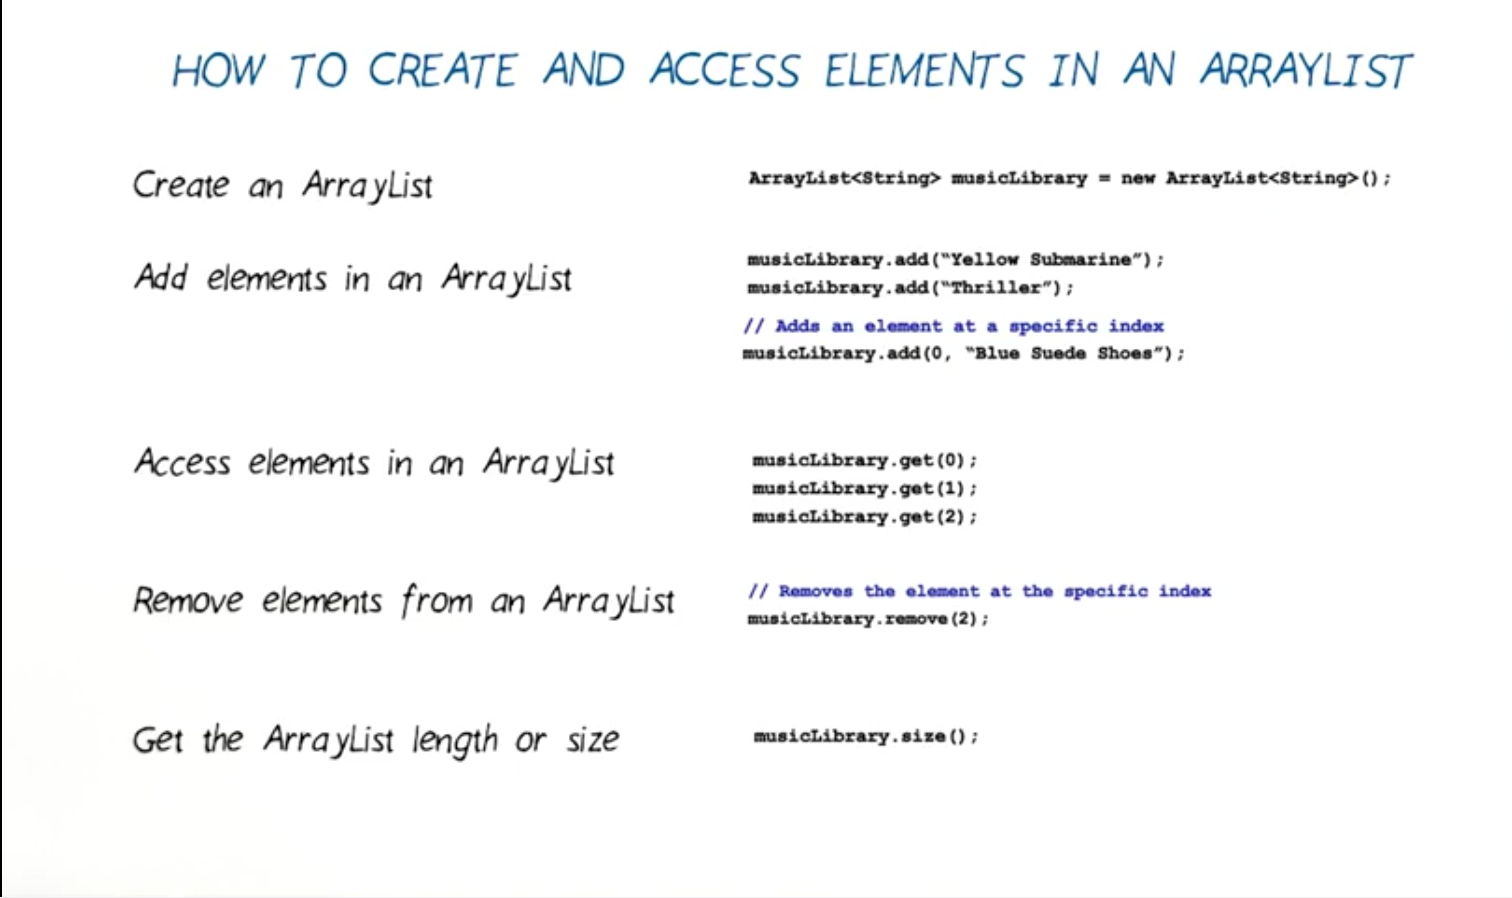 HOW TO CREATE AND ACCESS ELEMENTS IN AN ARRAYLIST
Create an ArrayList
ArrayList<String> musicLibrary = new ArrayList<String>();
Add elements in an ArrayList
musicLibrary.add(“Yellow Submarine”);
musicLibrary.add(“Thriller”);
// Adds an element at a specific index
musicLibrary.add(0, “Blue Suede Shoes”);
Access elements in an ArrayList
musicLibrary.get(0);
musicLibrary.get(1);
musicLibrary.get(2);
Remove elements from an ArrayList
// Removes the element at the specific index
musicLibrary.remove(2);
Get the ArrayList length or size
musicLibrary.size();